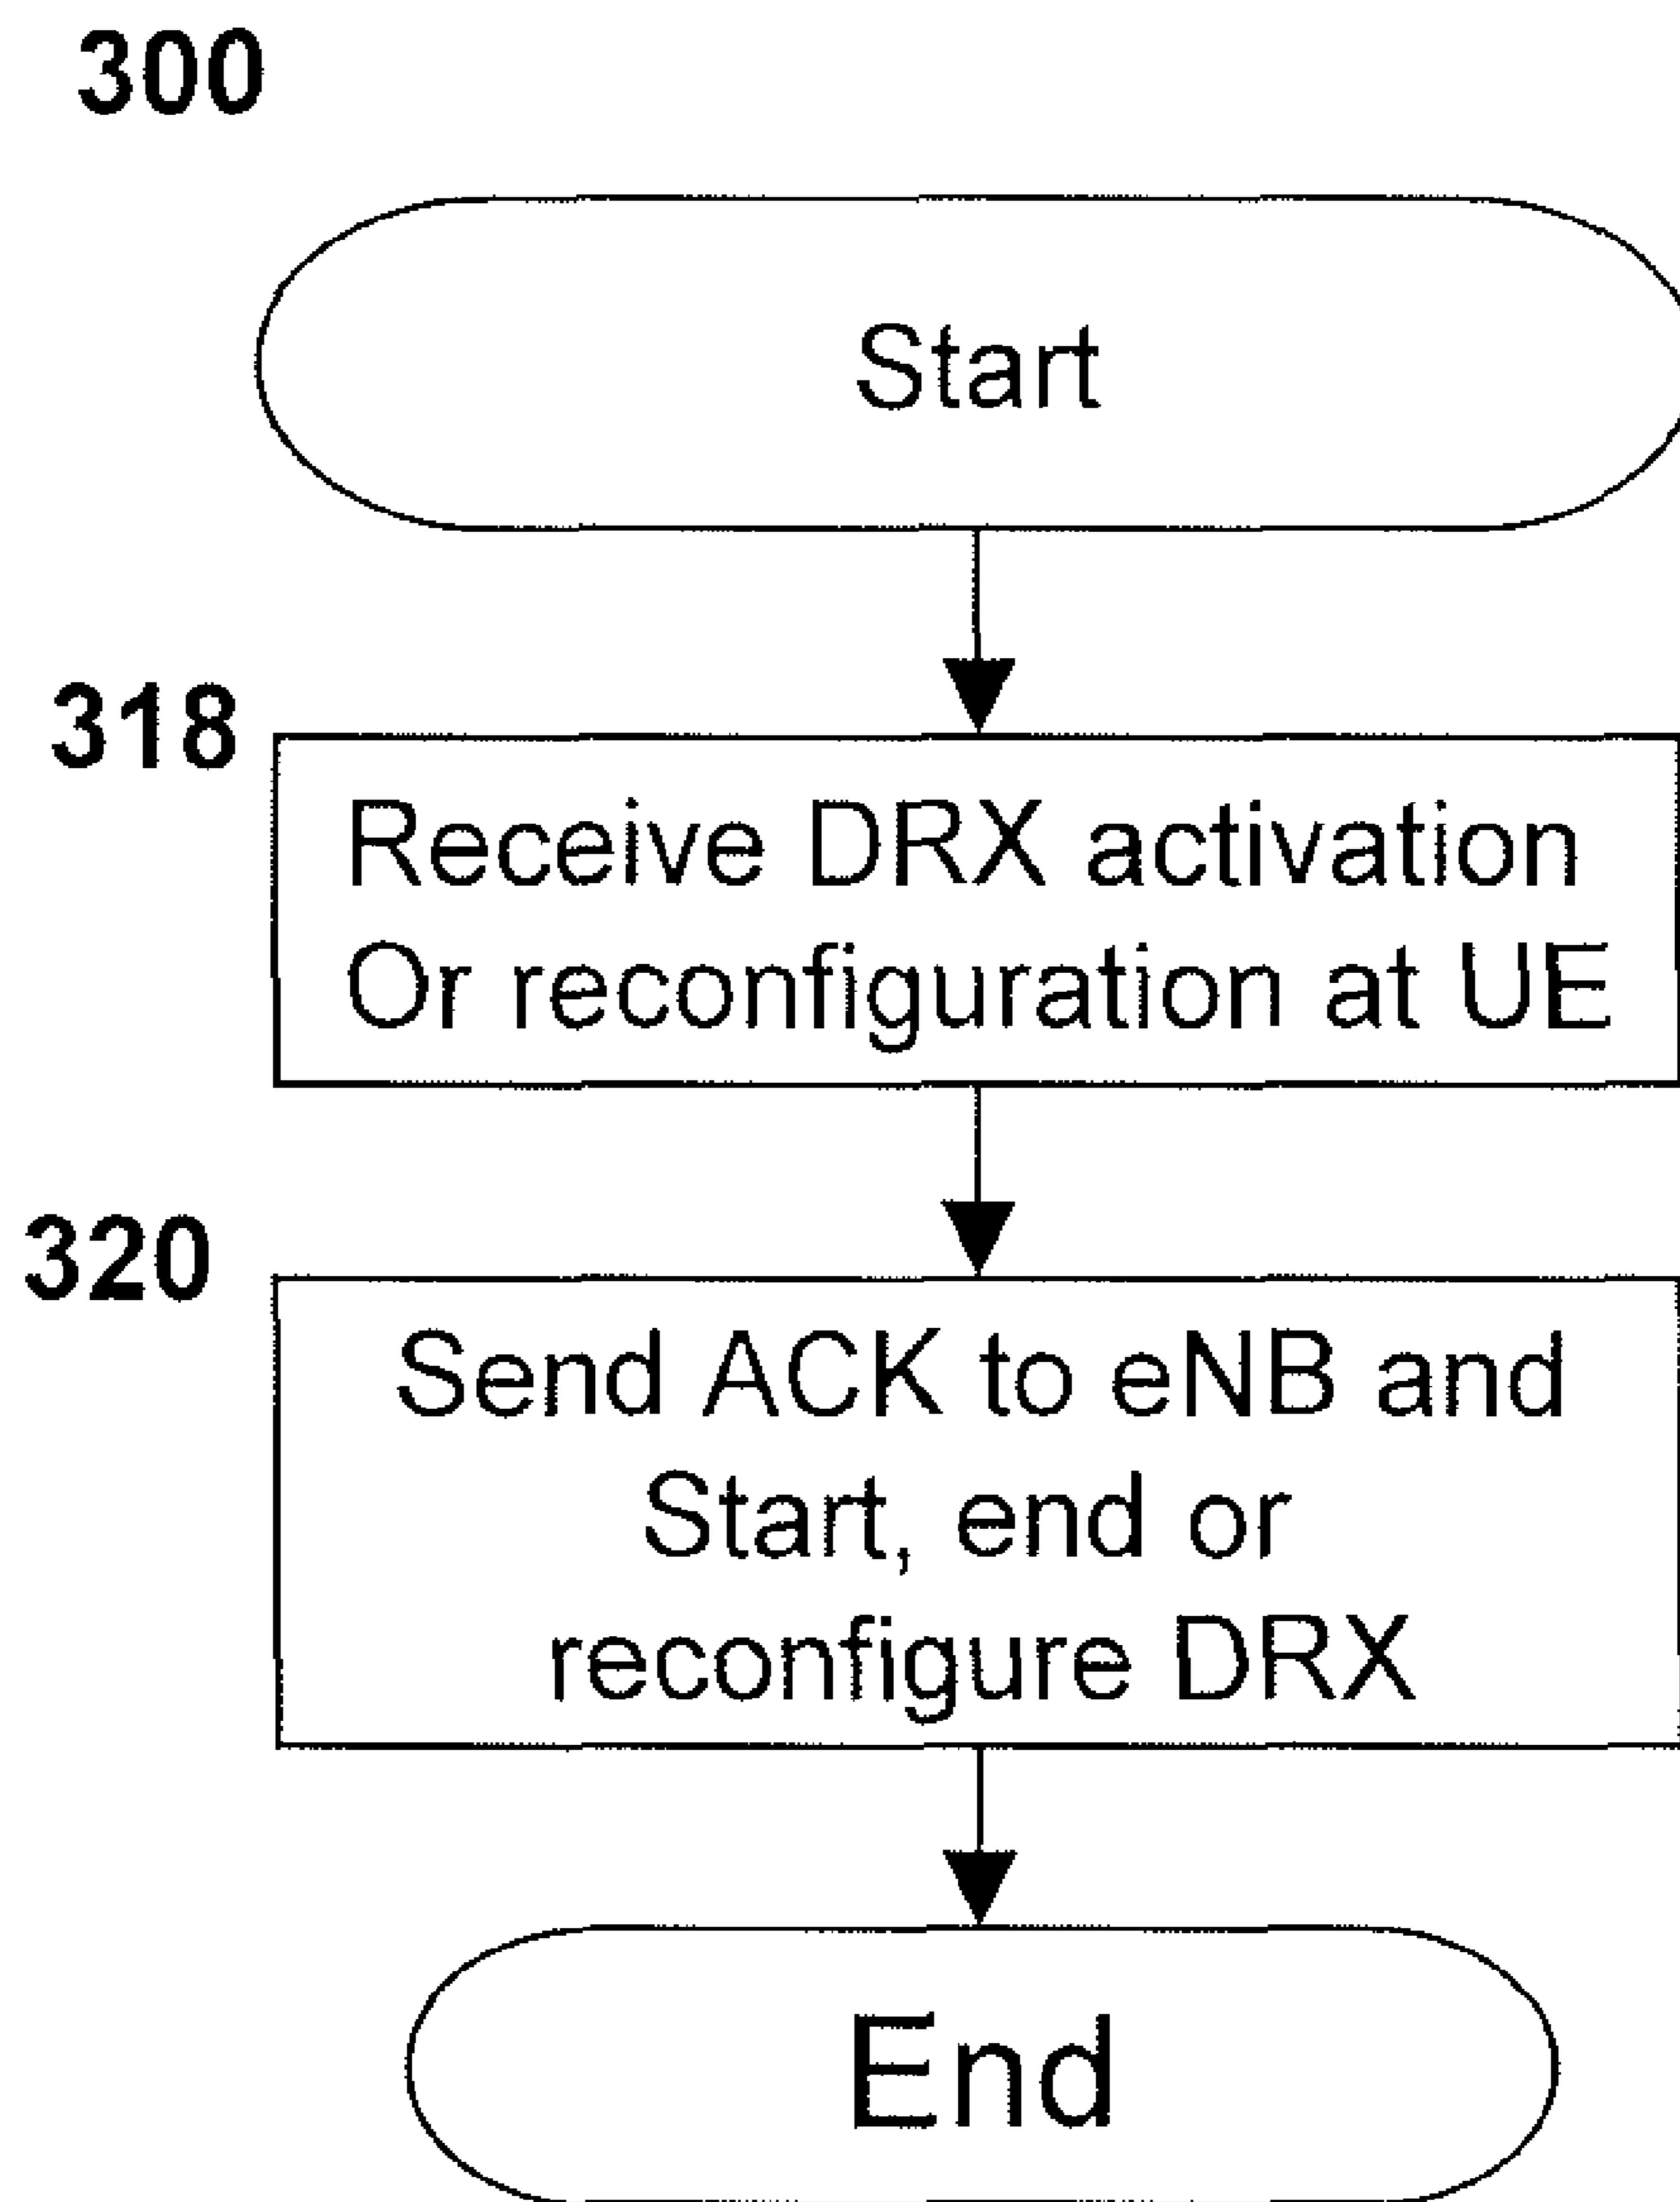 300
Start
318
Receive DRX activation
Or reconfiguration at UE
320
Send ACK to eNB and
Start, end or
reconfigure DRX
End